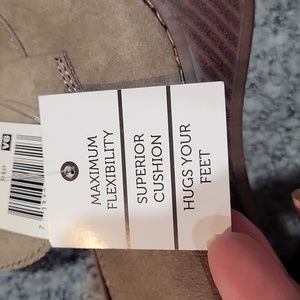 MAXIMUM
FLEXIBILITY
SUPERIOR
CUSHION
HUGS YOUR
FEET